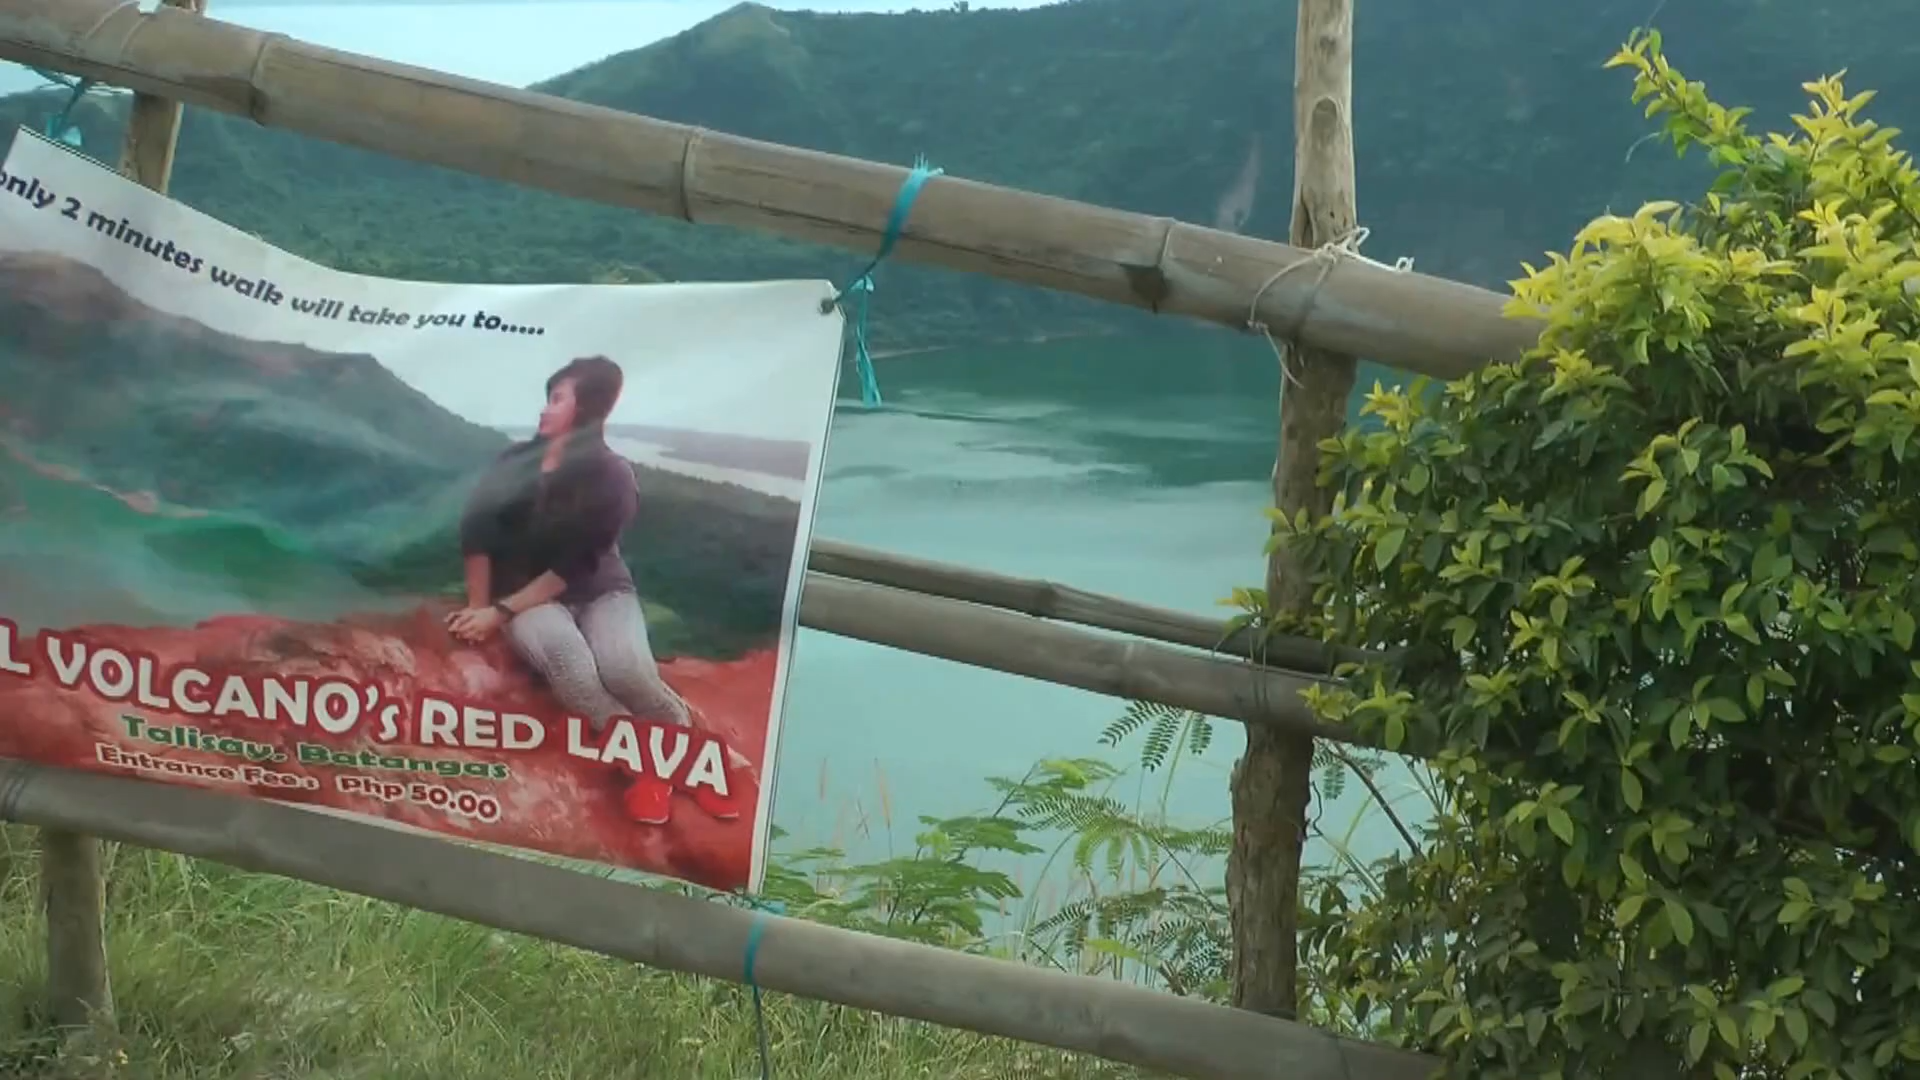 only 2 minutes walk will take you to.....
L VOLCANO's RED LAVA
Talisay, Batangas
Entrance Fee: Php 50.00